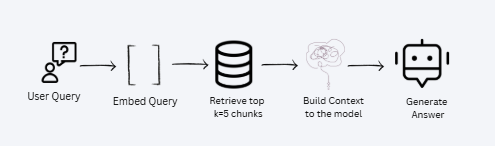 ?
User Query
Embed Query
Retrieve top
k=5 chunks
Build Context
to the model
Generate
Answer